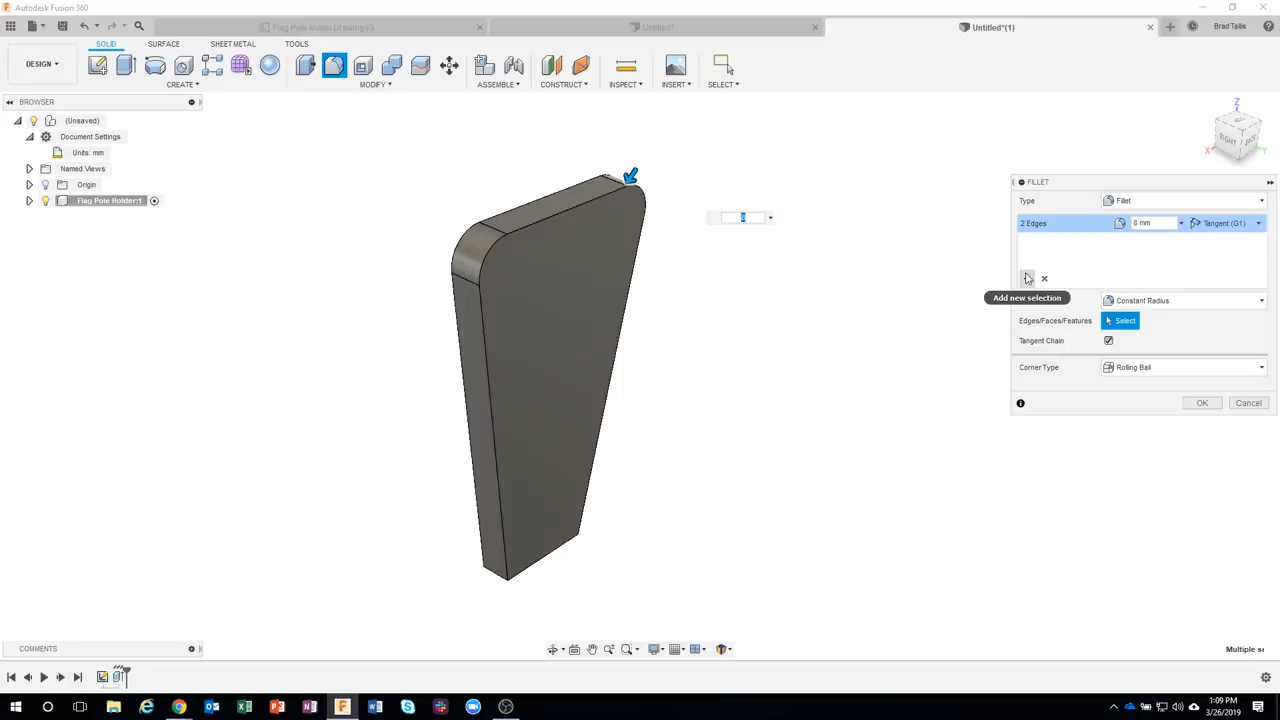 Autodesk Fusion 360
Flag Pole Mount Drawing v3
Untitled*
Untitled*(1)
Brad Tallis
SOLID
SURFACE
SHEET METAL
TOOLS
DESIGN
CREATE
MODIFY
ASSEMBLE
CONSTRUCT
INSPECT
INSERT
SELECT
BROWSER
(Unsaved)
Document Settings
Units: mm
Named Views
Origin
Flag Pole Holder:1
Z
RIGHT
BACK
X
Y
FILLET
Type
Fillet
2 Edges
8 mm
Tangent (G1)
Add new selection
Constant Radius
Edges/Faces/Features
Select
Tangent Chain
Corner Type
Rolling Ball
OK
Cancel
COMMENTS
Multiple se
1:09 PM
3/26/2019